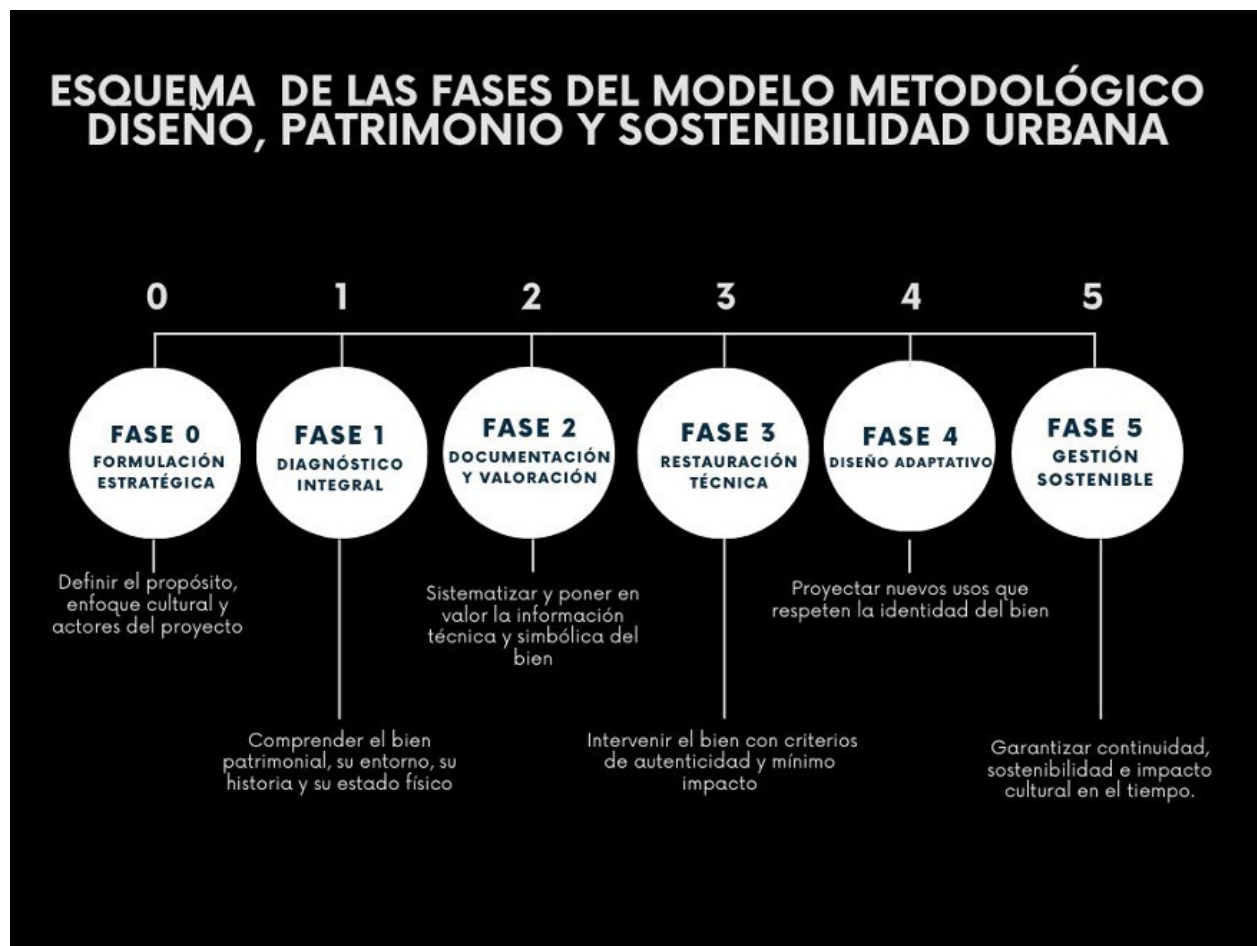 ESQUEMA DE LAS FASES DEL MODELO METODOLÓGICO
DISEÑO, PATRIMONIO Y SOSTENIBILIDAD URBANA
0
1
2
3
4
5
FASE 0
FORMULACIÓN
ESTRATÉGICA
FASE 1
DIAGNÓSTICO
INTEGRAL
FASE 2
DOCUMENTACIÓN
Y VALORACIÓN
FASE 3
RESTAURACIÓN
TÉCNICA
FASE 4
DISEÑO ADAPTATIVO
FASE 5
GESTIÓN
SOSTENIBLE
Definir el propósito,
enfoque cultural y
actores del proyecto
Comprender el bien
patrimonial, su entorno, su
historia y su estado físico
Sistematizar y poner en
valor la información
técnica y simbólica del
bien
Intervenir el bien con criterios
de autenticidad y mínimo
impacto
Proyectar nuevos usos que
respeten la identidad del bien
Garantizar continuidad,
sostenibilidad e impacto
cultural en el tiempo.